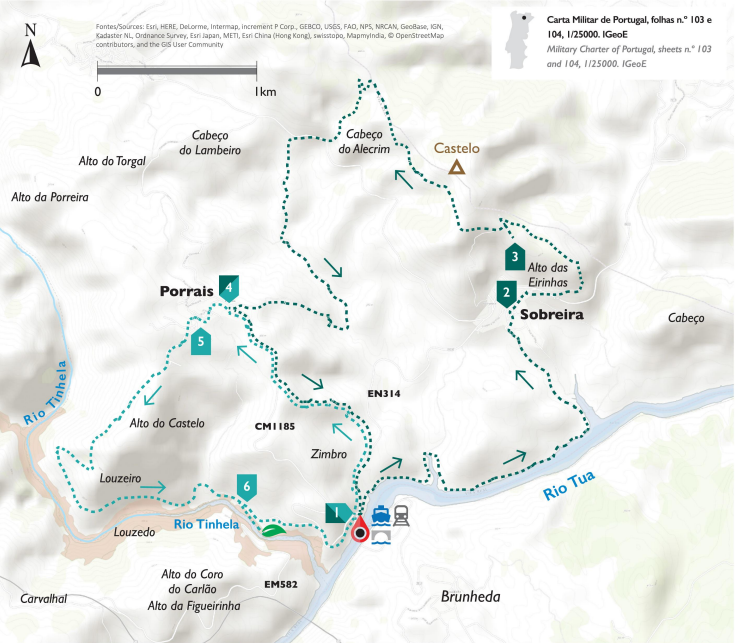 N
Fontes/Sources: Esri, HERE, DeLorme, Intermap, increment P Corp., GEBCO, USGS, FAO, NPS, NRCAN, GeoBase, IGN,
Kadaster NL, Ordnance Survey, Esri Japan, METI, Esri China (Hong Kong), swisstopo, MapmyIndia, © OpenStreetMap
contributors, and the GIS User Community
0 1km
Carta Militar de Portugal, folhas n.º 103 e
104, 1/25000. IGeoE
Military Charter of Portugal, sheets n.º 103
and 104, 1/25000. IGeoE
Cabeço
do Lambeiro
Cabeço
do Alecrim
Castelo
Alto do Torgal
Alto da Porreira
3
Alto das
Eirinhas
4
Porrais
2
Sobreira
Cabeço
5
Rio Tinhela
EN314
Alto do Castelo
CM1185
Zimbro
Louzeiro
6
Rio Tua
1
Rio Tinhela
Louzedo
Alto do Coro
do Carlão
EM582
Carvalhal
Alto da Figueirinha
Brunheda